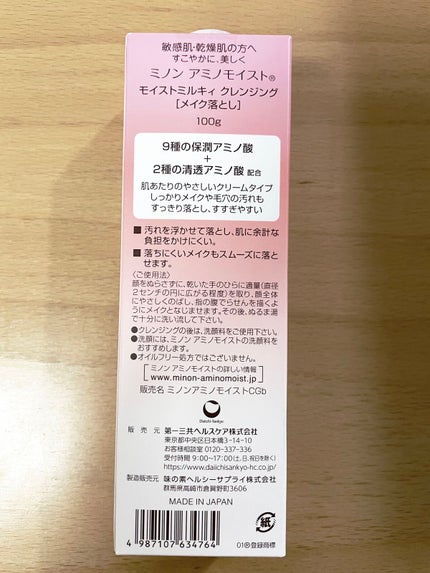 敏感肌・乾燥肌の方へ
すこやかに、美しく
ミノン アミノモイスト®
モイストミルキィ クレンジング
[メイク落とし]
100g
9種の保潤アミノ酸
+
2種の清透アミノ酸 配合
肌あたりのやさしいクリームタイプ
しっかりメイクや毛穴の汚れも
すっきり落とし、すすぎやすい
■ 汚れを浮かせて落とし、肌に余計な
負担をかけにくい。
■ 落ちにくいメイクもスムーズに落と
せます。
〈ご使用法〉
顔をぬらさずに、乾いた手のひらに適量(直径
2センチの円に広がる程度)を取り、顔全体
にやさしくのばし、指の腹でらせんを描くよ
うにメイクとなじませます。その後、ぬるま湯
で十分に洗い流して下さい。
●クレンジングの後は、洗顔料をご使用下さい。
●洗顔には、ミノン アミノモイストの洗顔料を
おすすめします。
●オイルフリー処方ではございません。
[ミノン アミノモイストの詳しい情報
www.minon-aminomoist.jp]
販売名 ミノンアミノモイストCGb
Daiichi-Sankyo
販売元 第一三共ヘルスケア株式会社
東京都中央区日本橋3-14-10
お客様相談室 0120-337-336
受付時間 9:00~17:00(土、日、祝日を除く)
https://www.daiichisankyo-hc.co.jp/
製造販売元 味の素ヘルシーサプライ株式会社
群馬県高崎市倉賀野町3606
MADE IN JAPAN
紙
4 987107 634764
01®登録商標